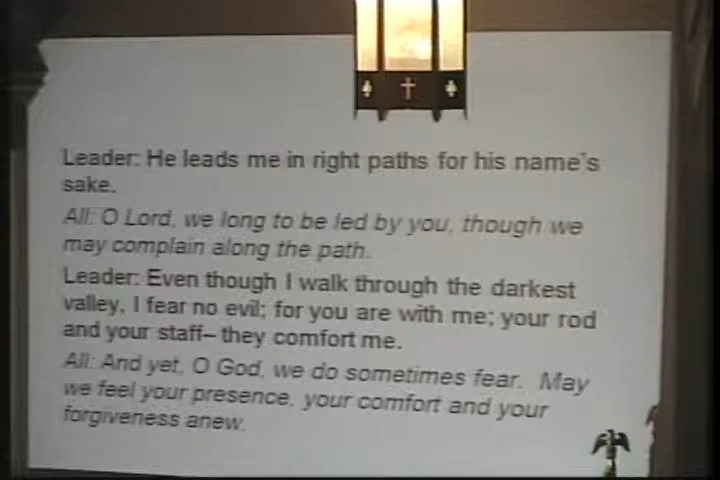 Leader: He leads me in right paths for his name's
sake.
All: O Lord, we long to be led by you, though we
may complain along the path.
Leader: Even though I walk through the darkest
valley, I fear no evil; for you are with me; your rod
and your staff– they comfort me.
All: And yet, O God, we do sometimes fear. May
we feel your presence, your comfort and your
forgiveness anew.